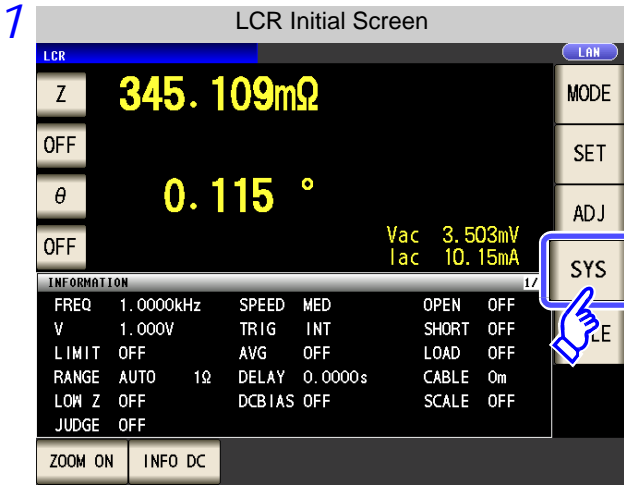 1
LCR Initial Screen
LCR
LAN
Z 345.109mΩ
MODE
OFF
SET
θ 0.115 °
ADJ
OFF
Vac 3.503mV
Iac 10.15mA
SYS
INFORMATION 1/
FREQ 1.0000kHz SPEED MED OPEN OFF
V 1.000V TRIG INT SHORT OFF
LIMIT OFF AVG OFF LOAD OFF
RANGE AUTO 1Ω DELAY 0.0000s CABLE 0m
LOW Z OFF DCBIAS OFF SCALE OFF
JUDGE OFF
ZOOM ON INFO DC